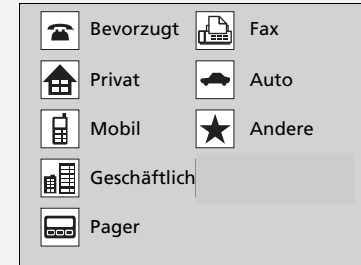 Bevorzugt
Privat
Mobil
Geschäftlich
Pager
Fax
Auto
Andere